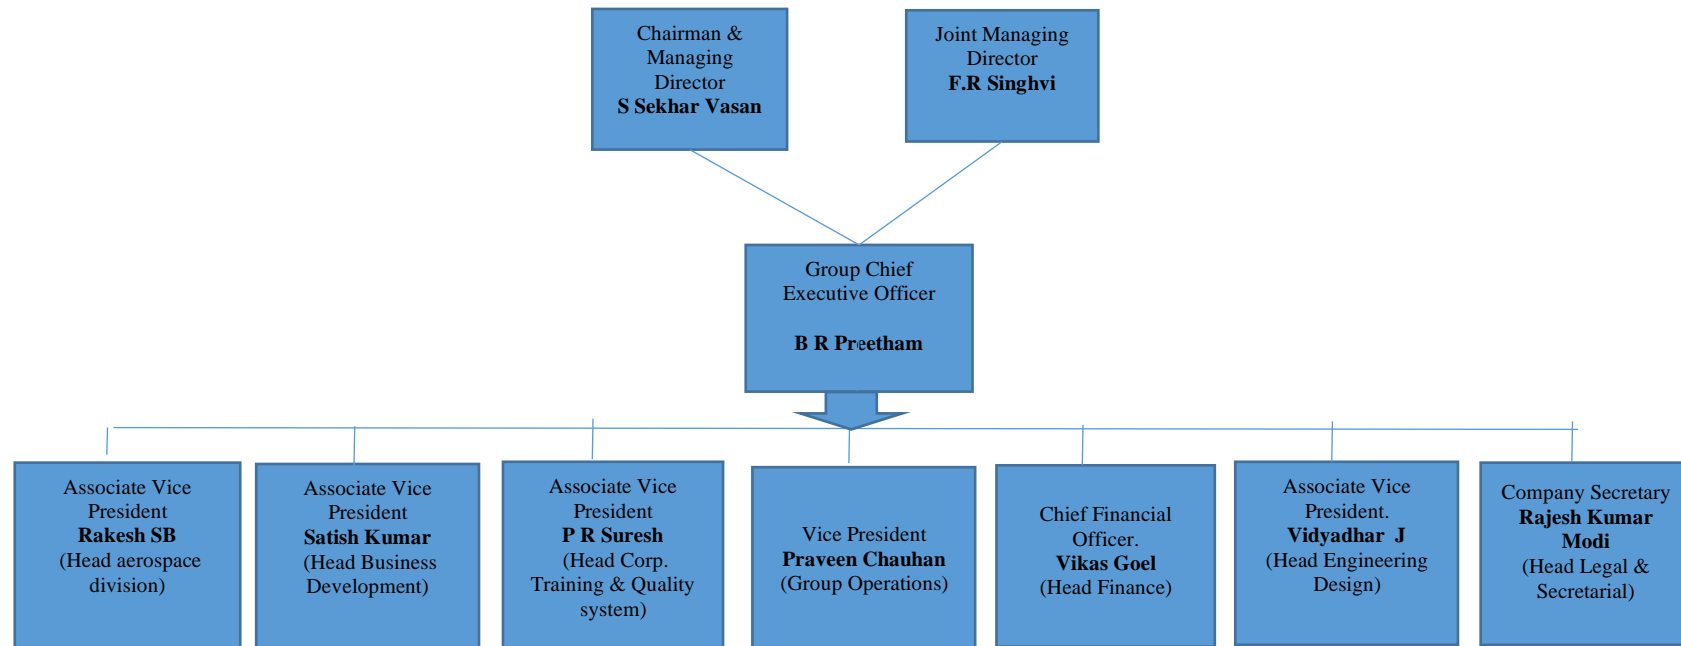 Chairman &
Managing
Director
S Sekhar Vasan
Joint Managing
Director
F.R Singhvi
Group Chief
Executive Officer
B R Preetham
Associate Vice
President
Rakesh SB
(Head aerospace
division)
Associate Vice
President
Satish Kumar
(Head Business
Development)
Associate Vice
President
P R Suresh
(Head Corp.
Training & Quality
system)
Vice President
Praveen Chauhan
(Group Operations)
Chief Financial
Officer.
Vikas Goel
(Head Finance)
Associate Vice
President.
Vidyadhar J
(Head Engineering
Design)
Company Secretary
Rajesh Kumar
Modi
(Head Legal &
Secretarial)